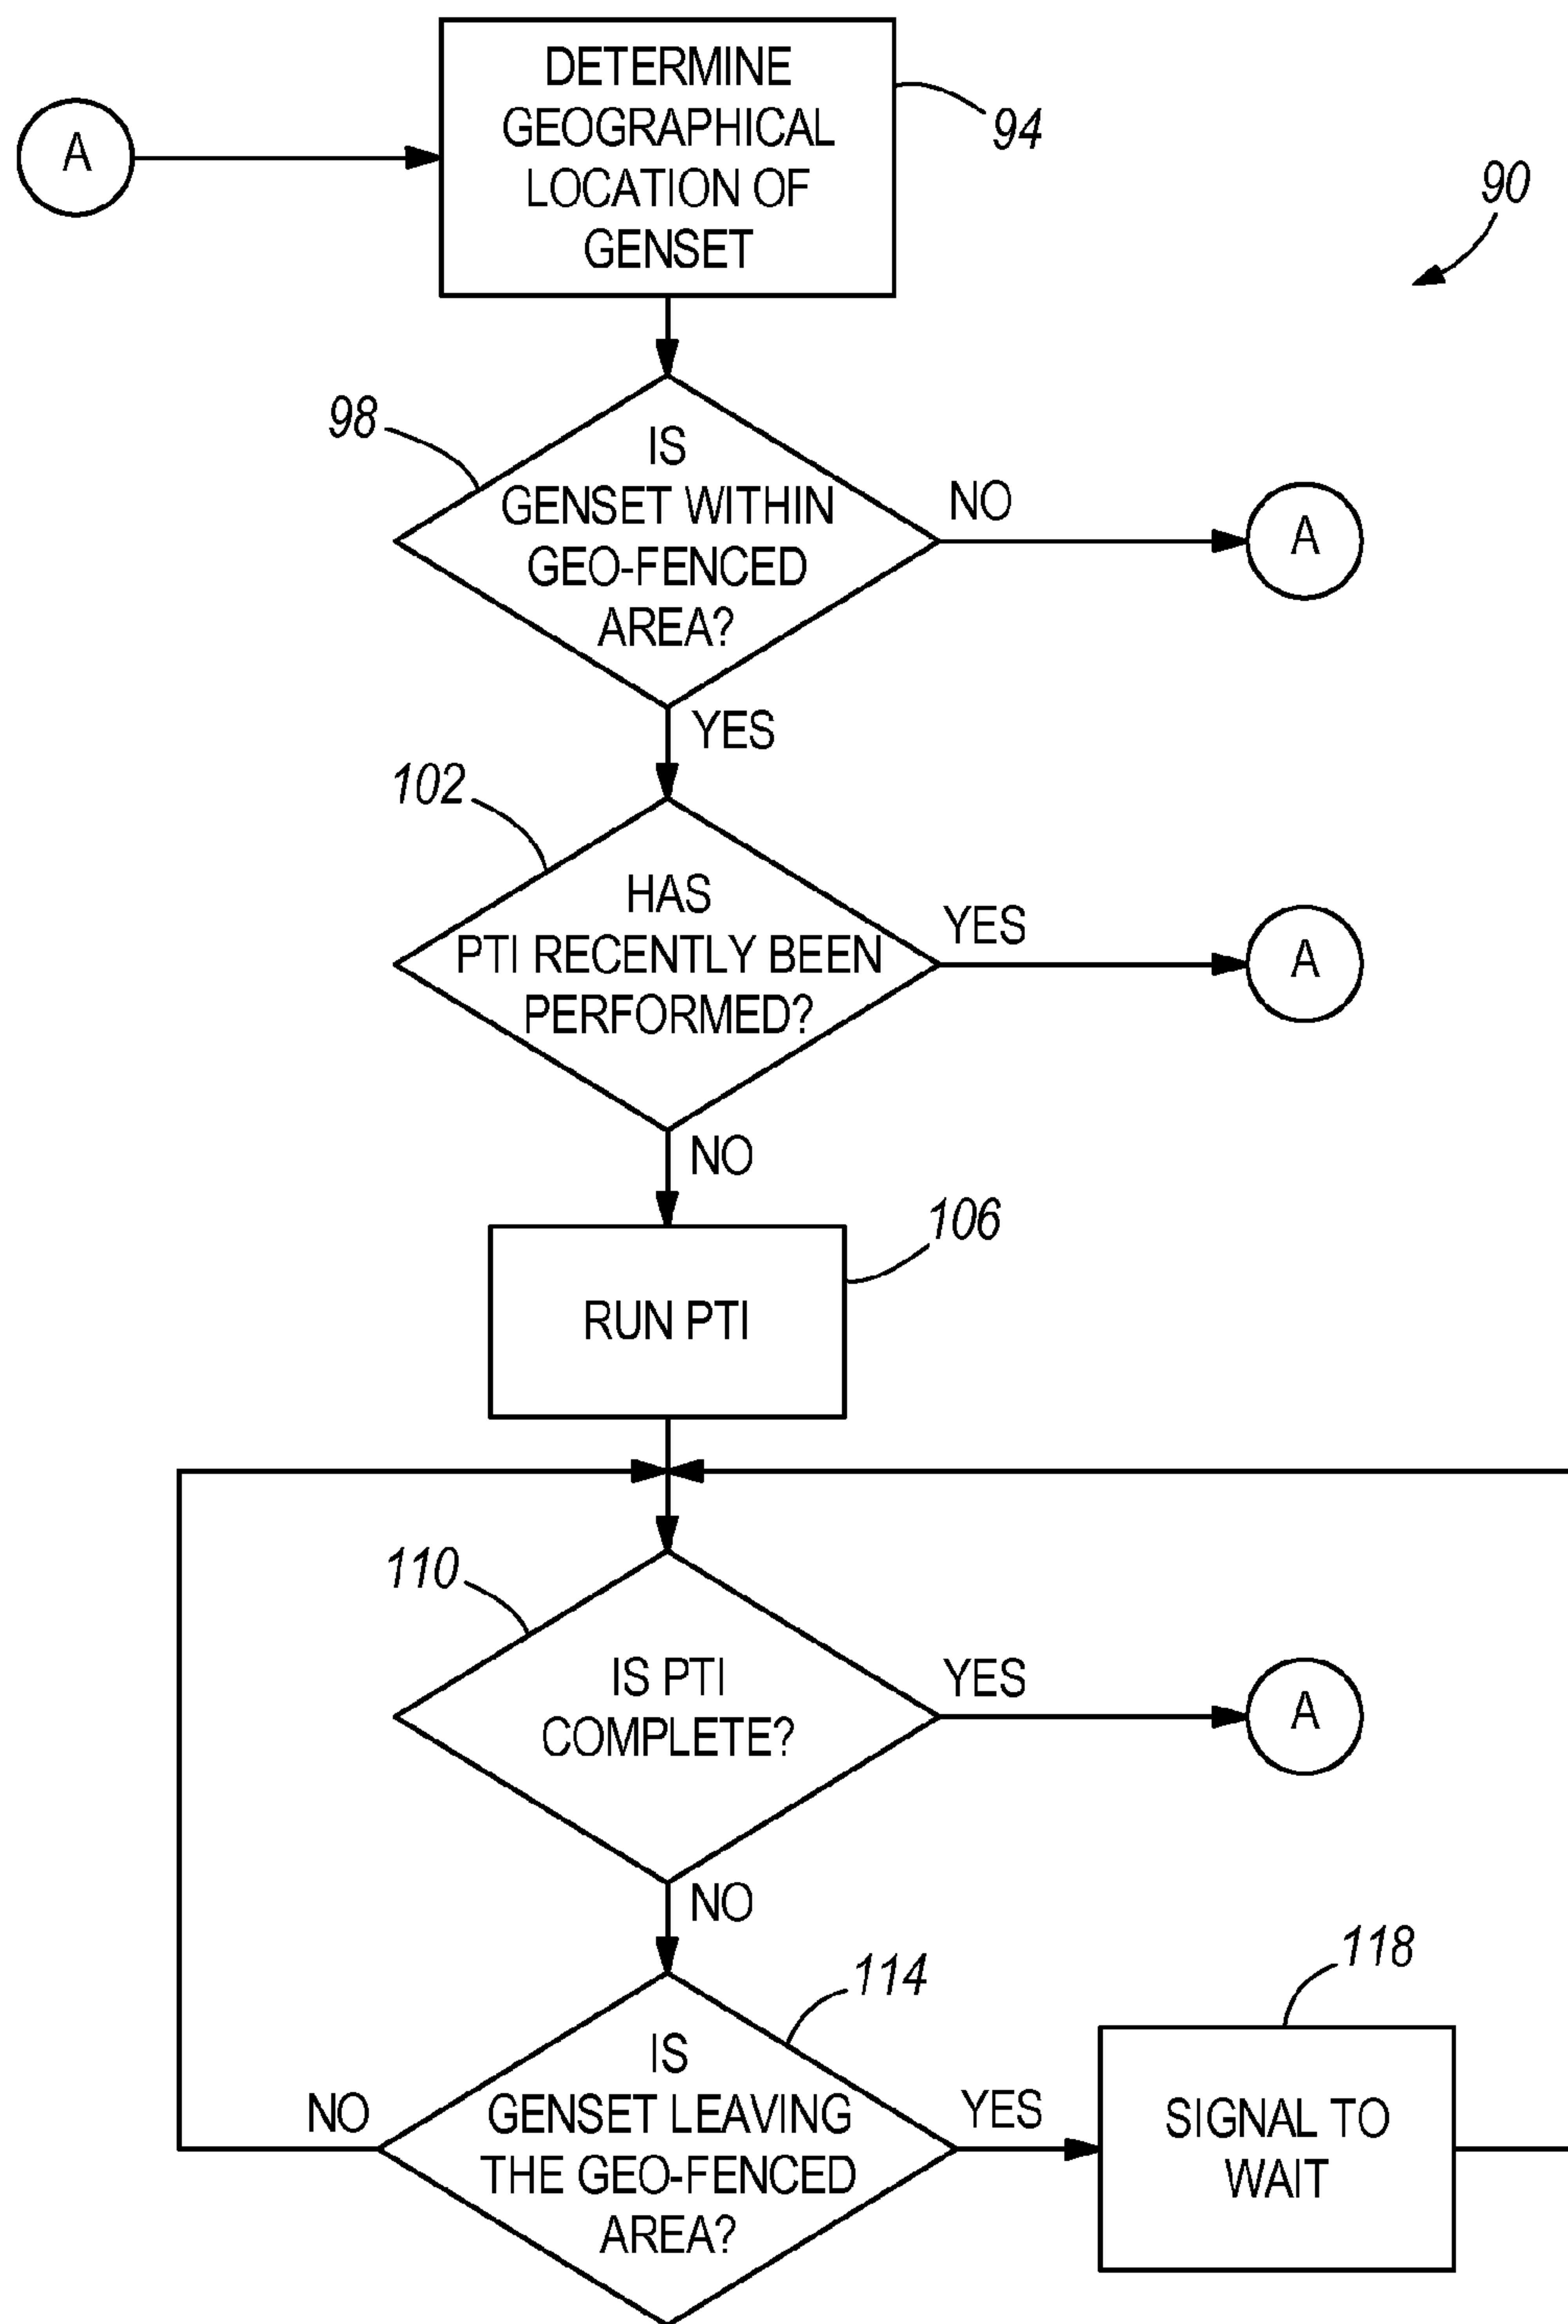 DETERMINE
GEOGRAPHICAL
LOCATION OF
GENSET
94
A
90
98
IS
GENSET WITHIN
GEO-FENCED
AREA?
NO
A
YES
102
HAS
PTI RECENTLY BEEN
PERFORMED?
YES
A
NO
106
RUN PTI
110
IS PTI
COMPLETE?
YES
A
NO
114
118
IS
GENSET LEAVING
THE GEO-FENCED
AREA?
NO
YES
SIGNAL TO
WAIT